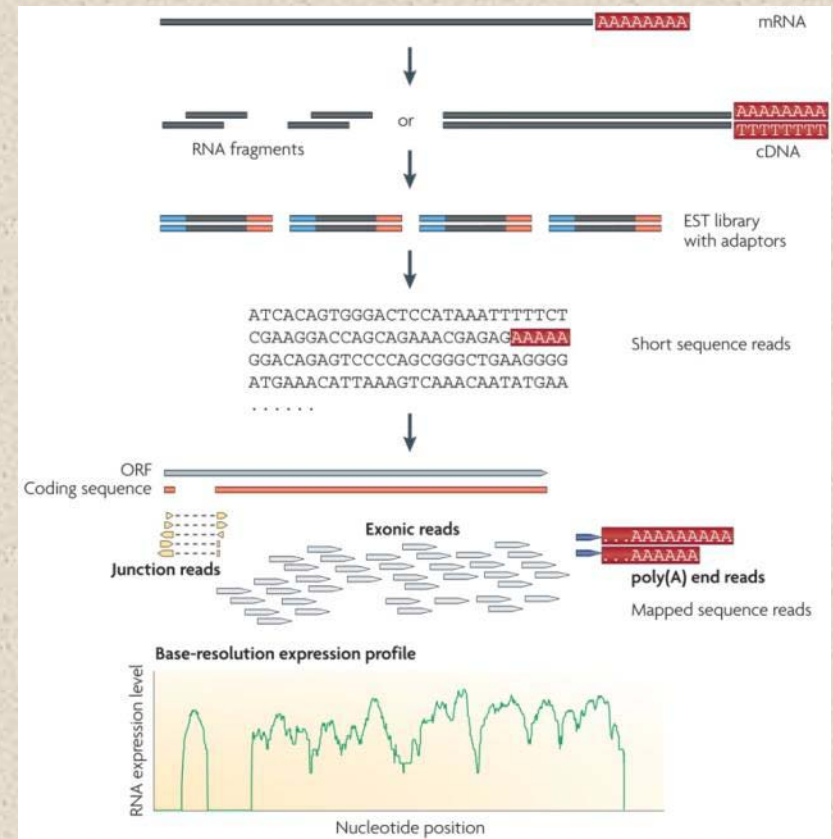 AAAAAAAA mRNA
or
AAAAAAAA
TTTTTTTT
RNA fragments
cDNA
EST library
with adaptors
ATCACAGTGGGACTCCATAAATTTTTCT
CGAAGGACCAGCAGAAACGAGAGAAAAA
GGACAGAGTCCCCAGCGGGCTGAAGGGG
ATGAAACATTAAAGTCAAACAATATGAA
......
Short sequence reads
ORF
Coding sequence
Junction reads
Exonic reads
...AAAAAAAAA
...AAAAAA
poly(A) end reads
Mapped sequence reads
Base-resolution expression profile
RNA expression level
Nucleotide position